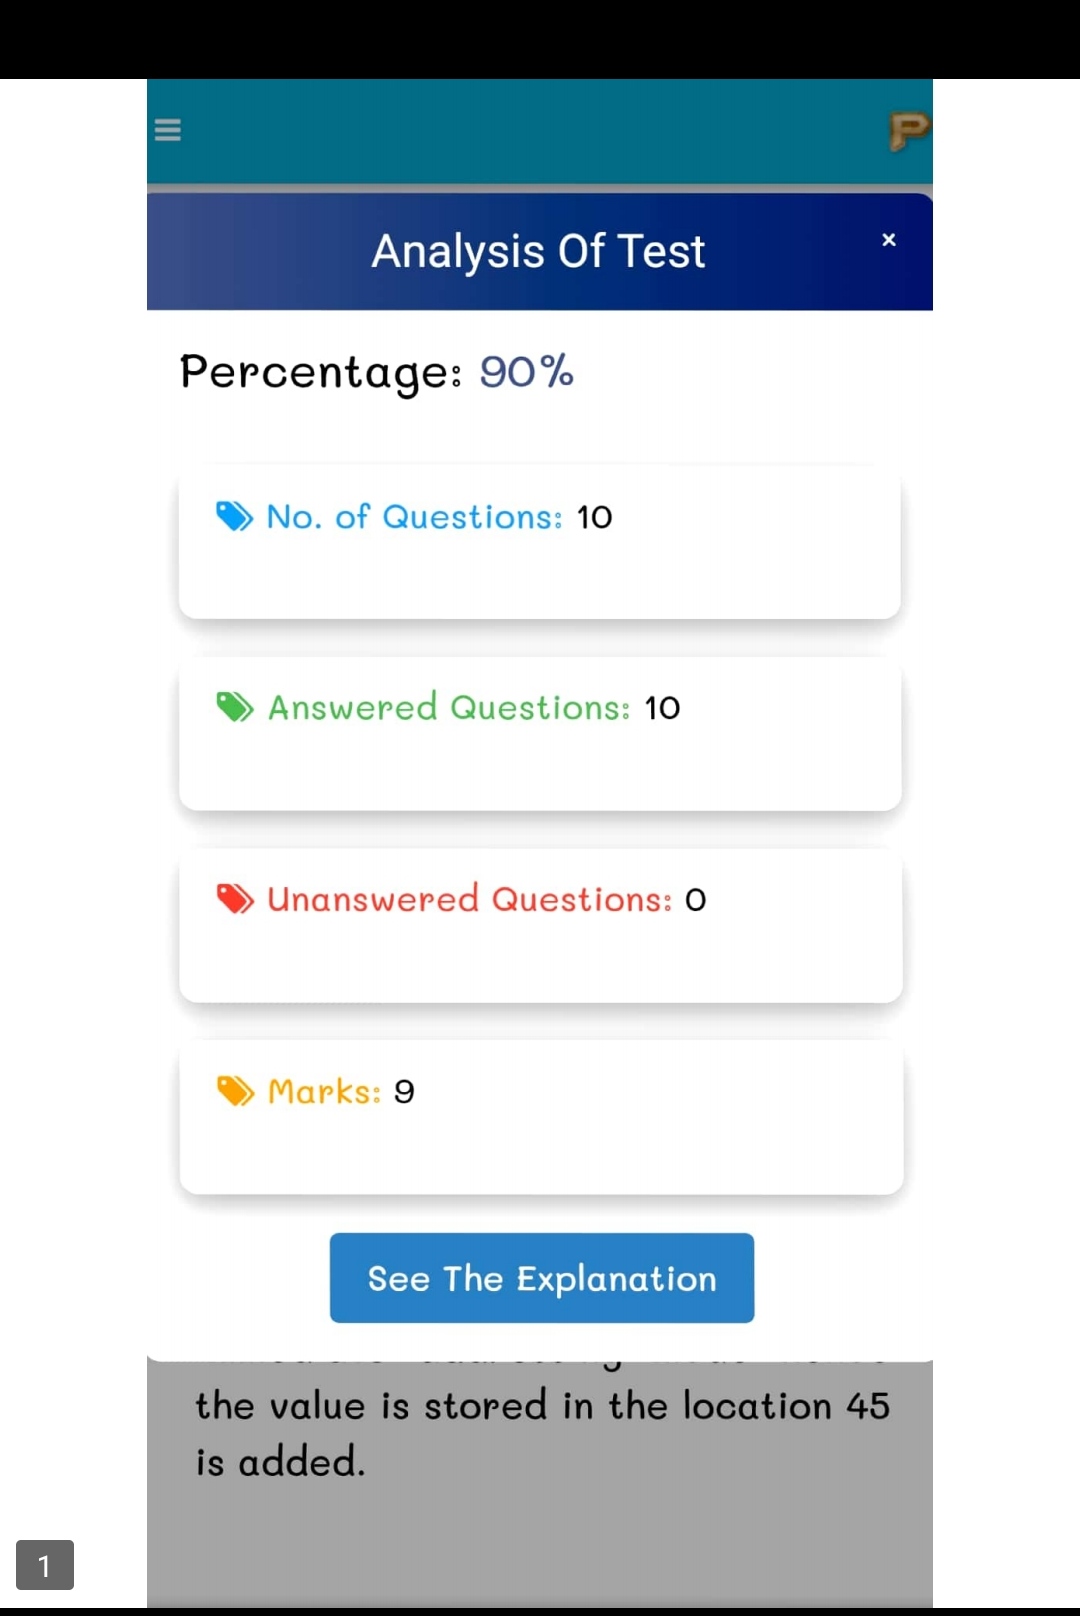 P
Analysis Of Test
×
Percentage: 90%
No. of Questions: 10
Answered Questions: 10
Unanswered Questions: 0
Marks: 9
See The Explanation
the value is stored in the location 45
is added.
1